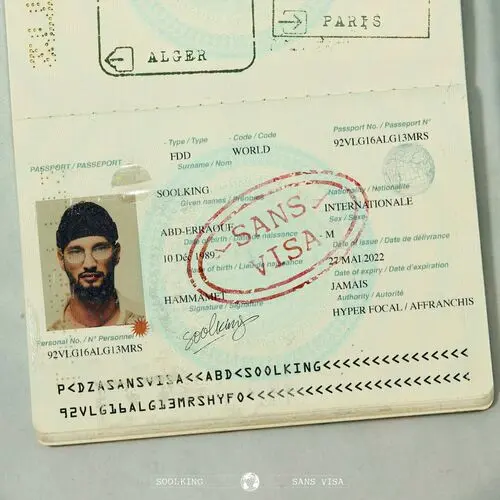 ALGER
PARIS
PASSPORT/PASSEPORT
Type / Type
Code / Code
Passport No. / Passeport N°
FDD
WORLD
92VLG16ALG13MRS
Surname / Nom
SOOLKING
Given names / Prénoms
Nationality / Nationalité
ABD-ERRAOUF
INTERNATIONALE
Date of birth / Date de naissance
Sex / Sexe
10 Déc 1989
M
SANS
VISA
of birth / Lieu de naissance
Date of issue / Date de délivrance
27 MAI 2022
Date of expiry / Date d'expiration
HAMMAMET
JAMAIS
Signature / Signature
Authority / Autorité
soolking
HYPER FOCAL / AFFRANCHIS
Personal No. / N° Personnel
92VLG16ALG13MRS
P<DZASANSVISA<<ABD<SOOLKING<<<<<<<<<<<<<<<
92VLG16ALG13MRSHYFO<<<<<<<<<<<<<<<<<<<<<<<
SOOLKING
SANS VISA